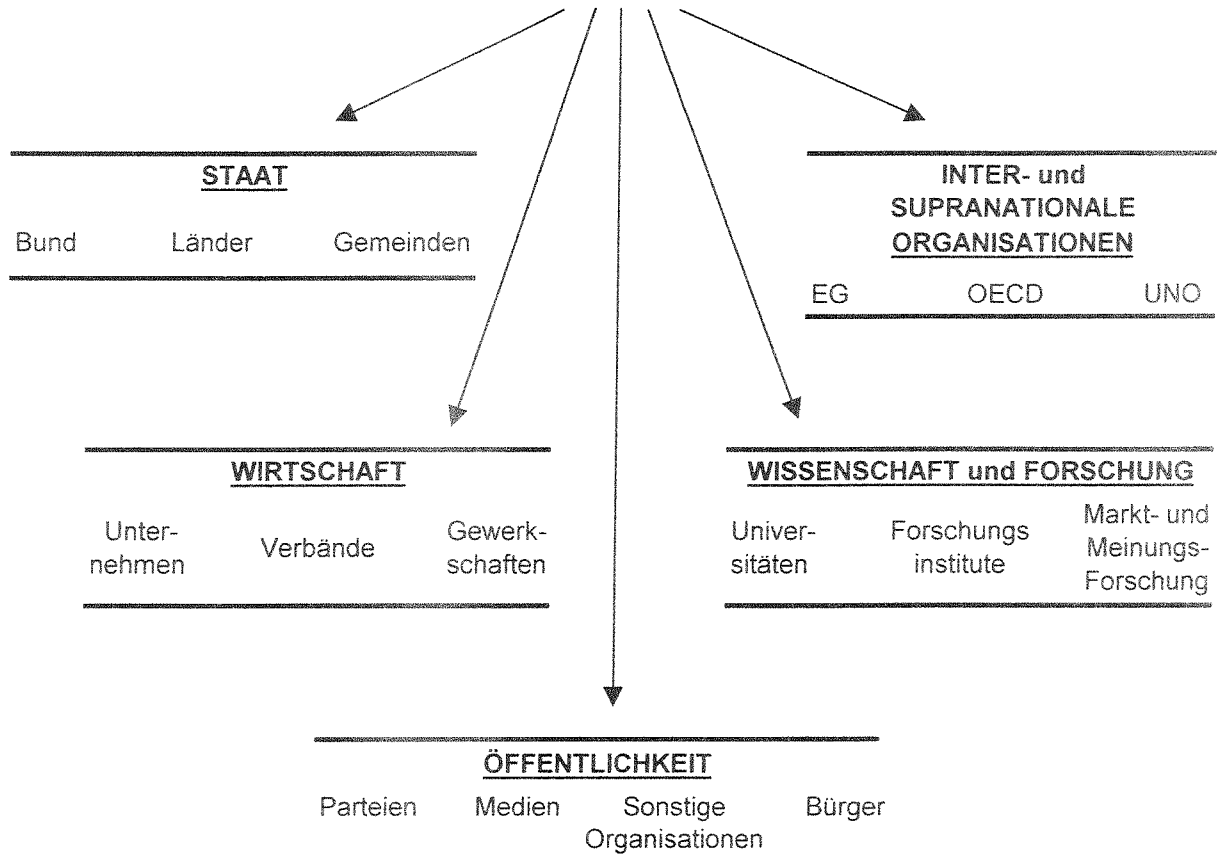 STAAT
Bund Länder Gemeinden
INTER- und
SUPRANATIONALE
ORGANISATIONEN
EG OECD UNO
WIRTSCHAFT
Unter-
nehmen
Verbände
Gewerk-
schaften
WISSENSCHAFT und FORSCHUNG
Univer-
sitäten
Forschungs
institute
Markt- und
Meinungs-
Forschung
ÖFFENTLICHKEIT
Parteien Medien Sonstige Bürger
Organisationen